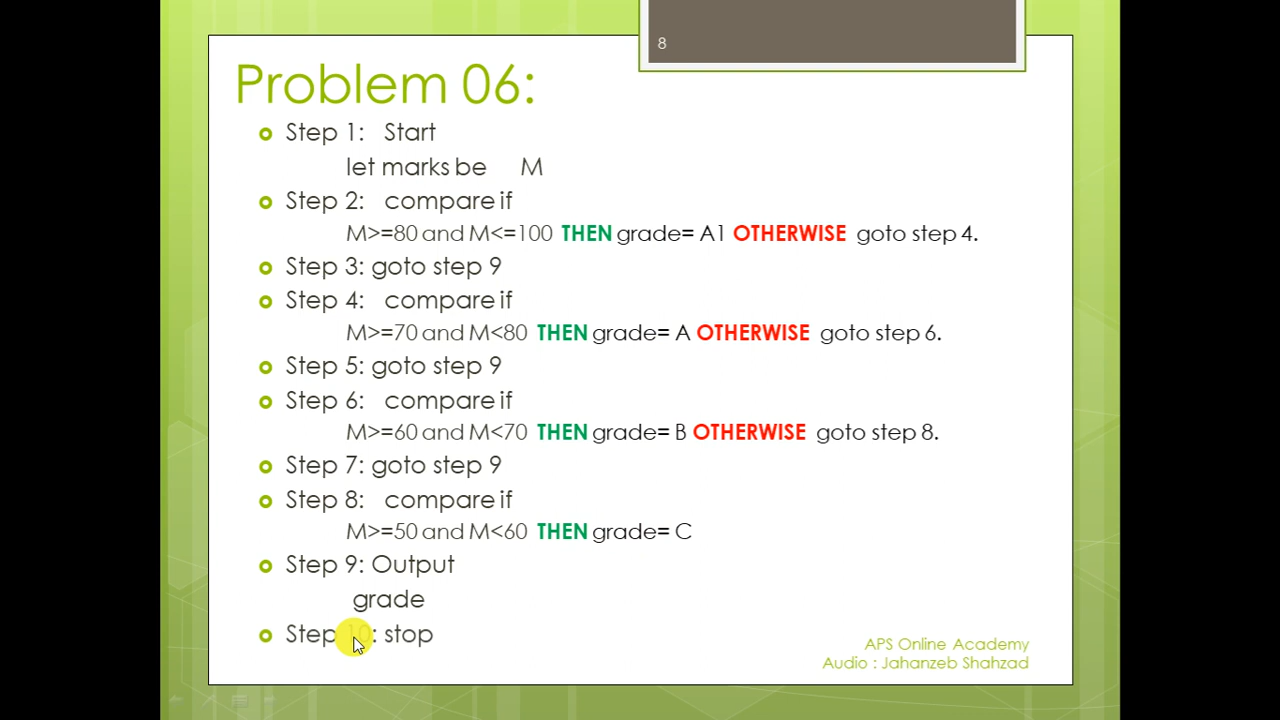 8
Problem 06:
Step 1: Start
let marks be M
Step 2: compare if
M>=80 and M<=100 THEN grade= A1 OTHERWISE goto step 4.
Step 3: goto step 9
Step 4: compare if
M>=70 and M<80 THEN grade= A OTHERWISE goto step 6.
Step 5: goto step 9
Step 6: compare if
M>=60 and M<70 THEN grade= B OTHERWISE goto step 8.
Step 7: goto step 9
Step 8: compare if
M>=50 and M<60 THEN grade= C
Step 9: Output
grade
Step 10: stop
APS Online Academy
Audio : Jahanzeb Shahzad